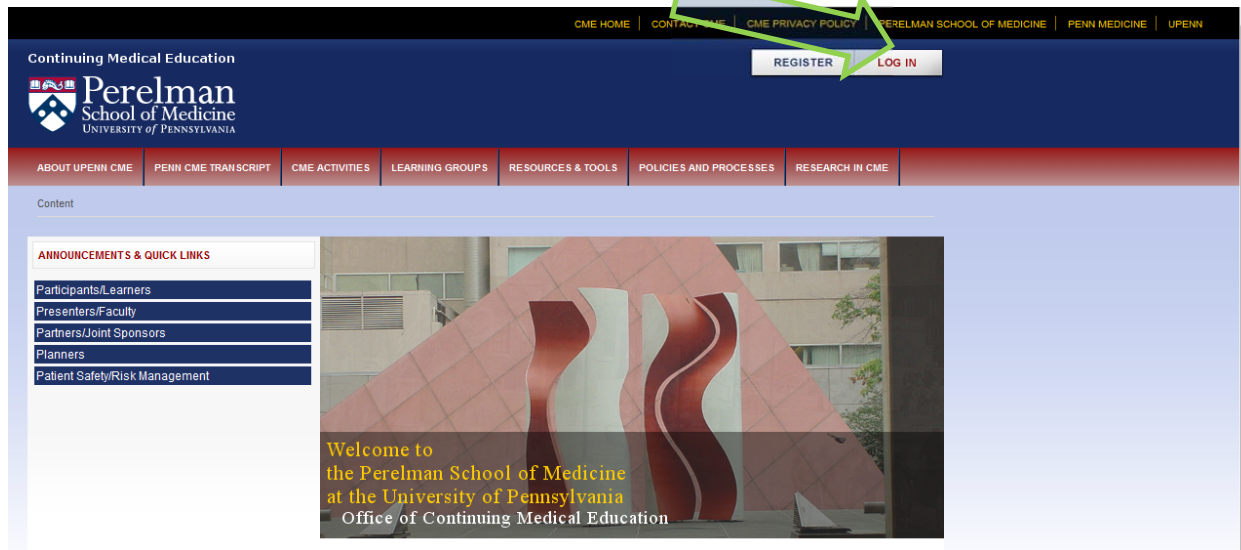 CME HOME | CONTACT CME | CME PRIVACY POLICY | PERELMAN SCHOOL OF MEDICINE | PENN MEDICINE | UPENN
Continuing Medical Education
REGISTER LOG IN
Perelman
School of Medicine
UNIVERSITY of PENNSYLVANIA
ABOUT UPENN CME PENN CME TRANSCRIPT CME ACTIVITIES LEARNING GROUPS RESOURCES & TOOLS POLICIES AND PROCESSES RESEARCH IN CME
Content
ANNOUNCEMENTS & QUICK LINKS
Participants/Learners
Presenters/Faculty
Partners/Joint Sponsors
Planners
Patient Safety/Risk Management
Welcome to
the Perelman School of Medicine
at the University of Pennsylvania
Office of Continuing Medical Education